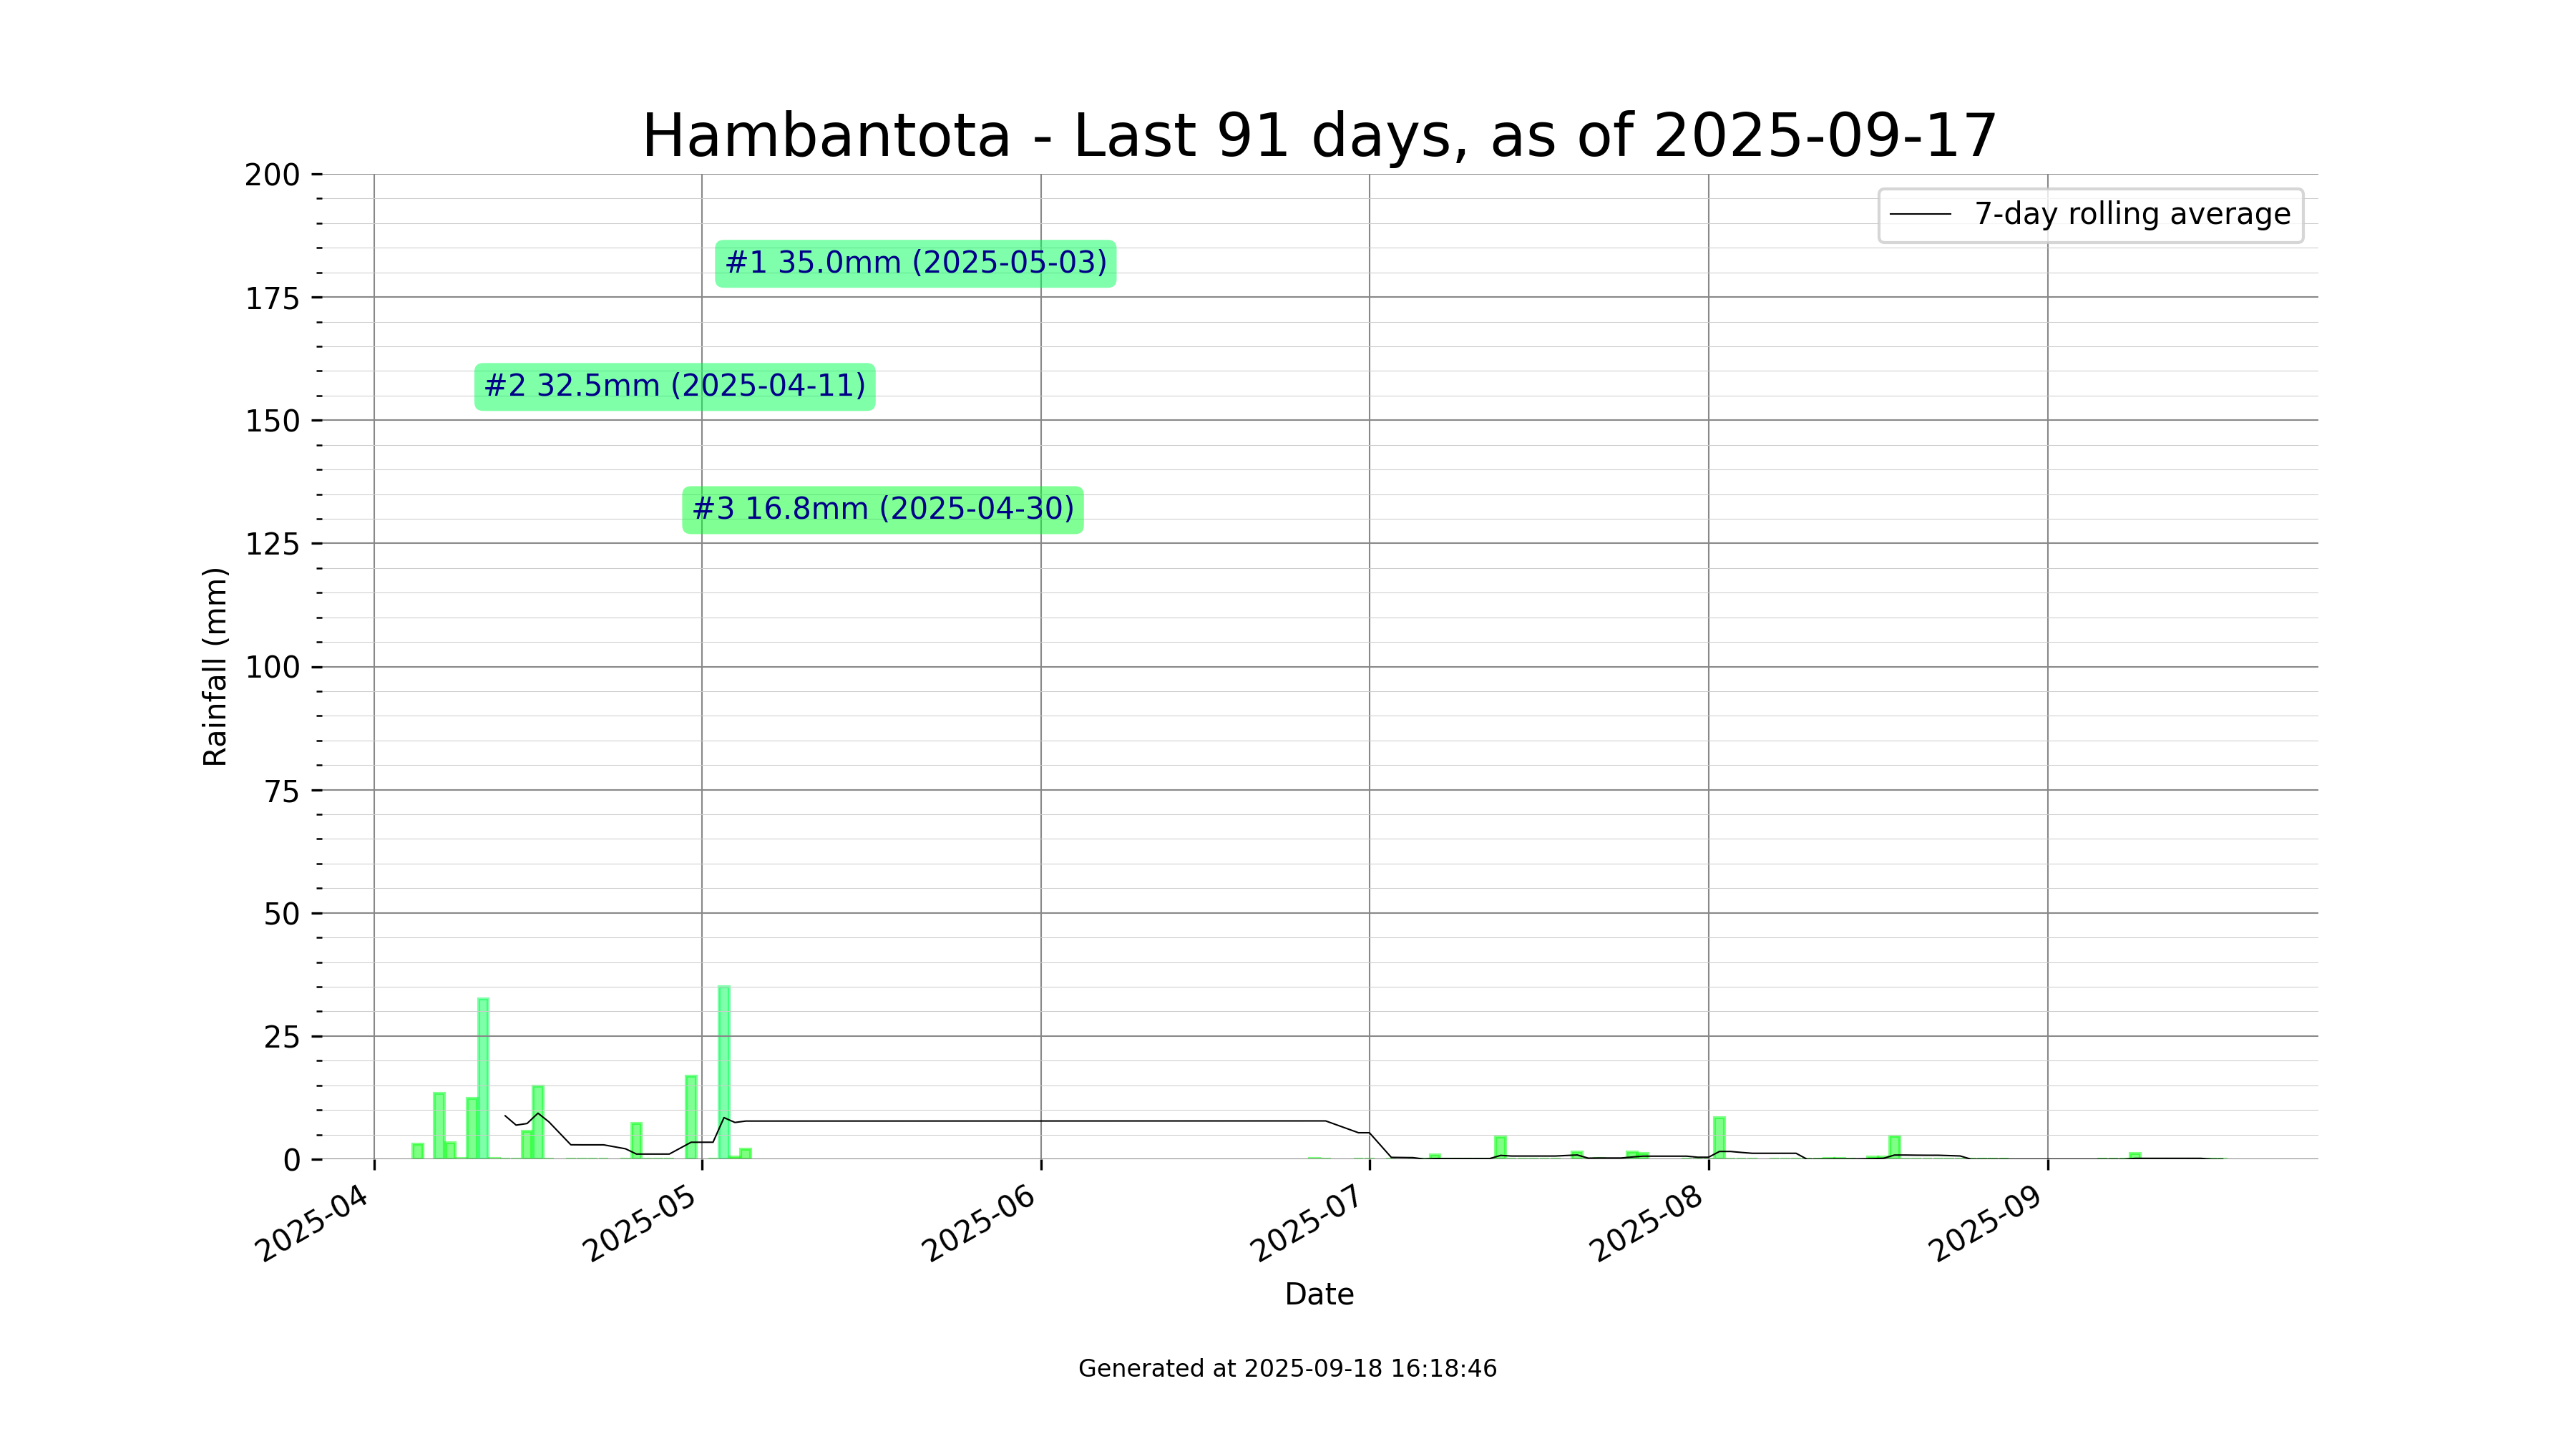 Hambantota - Last 91 days, as of 2025-09-17
200
175
150
125
100
75
50
25
0
Rainfall (mm)
7-day rolling average
#1 35.0mm (2025-05-03)
#2 32.5mm (2025-04-11)
#3 16.8mm (2025-04-30)
2025-04
2025-05
2025-06
2025-07
2025-08
2025-09
Date
Generated at 2025-09-18 16:18:46